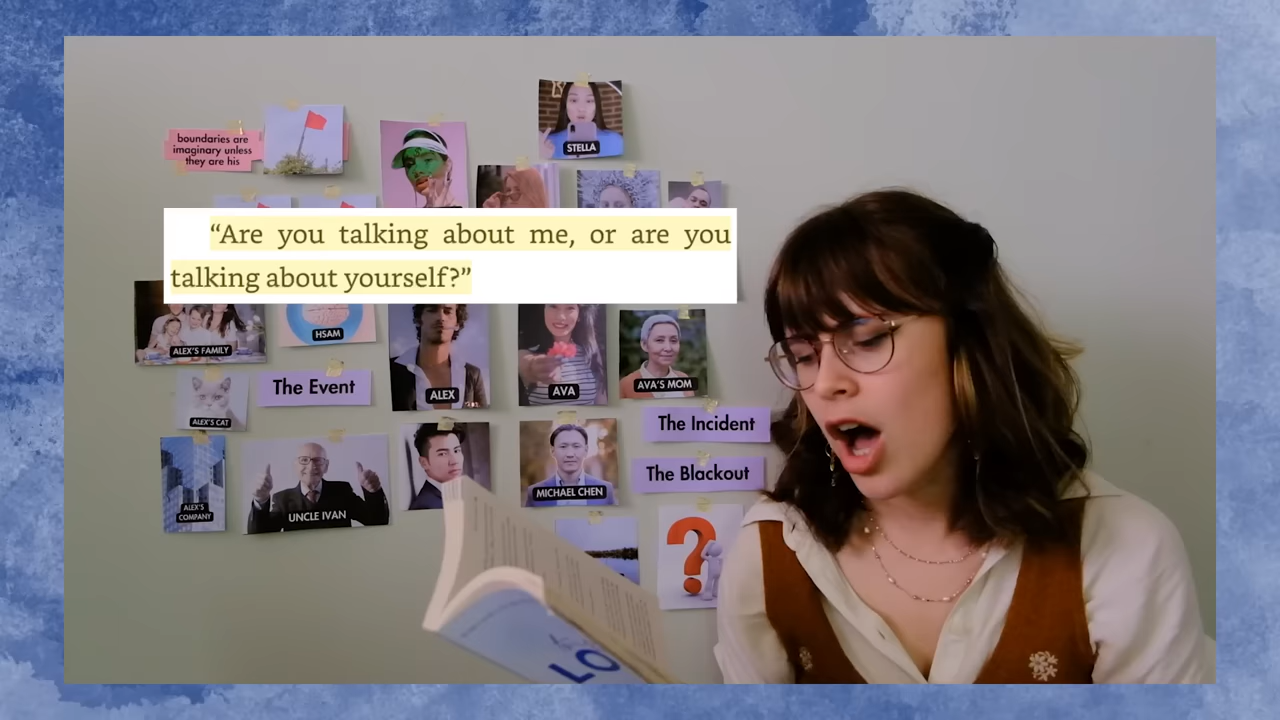 STELLA
boundaries are
imaginary unless
they are his
“Are you talking about me, or are you
talking about yourself?”
ALEX'S FAMILY
HSAM
ALEX
AVA
AVA'S MOM
The Event
ALEX'S CAT
The Incident
The Blackout
ALEX'S
COMPANY
UNCLE IVAN
MICHAEL CHEN
?
LO